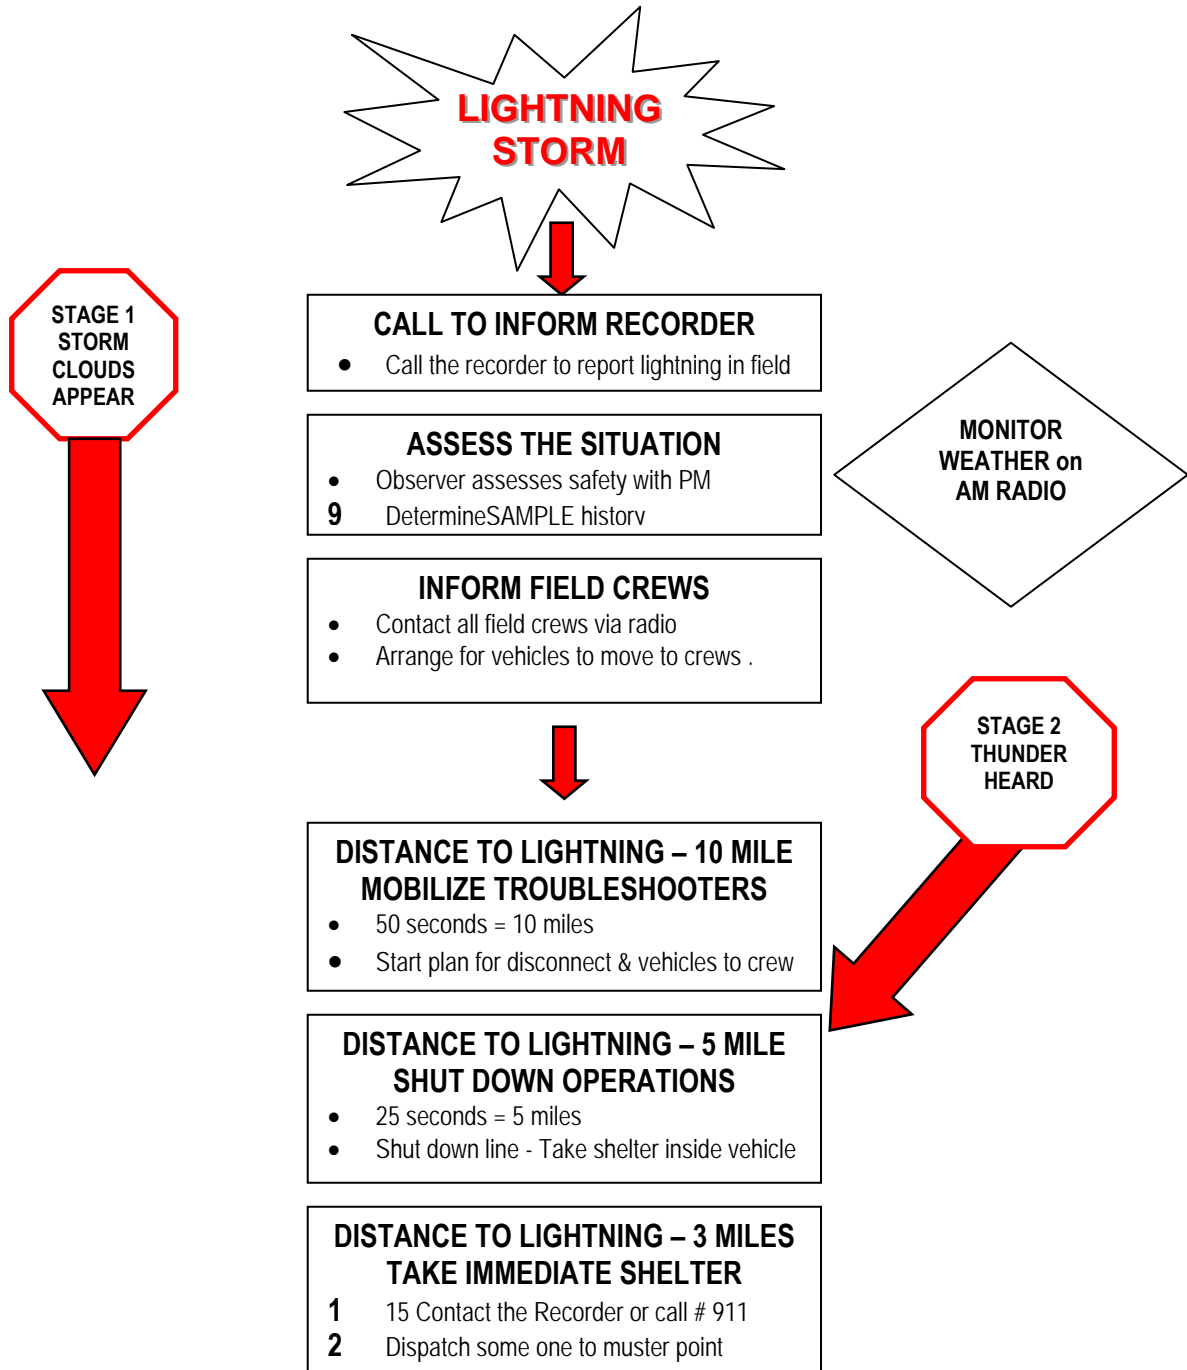 LIGHTNING
STORM
STAGE 1
STORM
CLOUDS
APPEAR
CALL TO INFORM RECORDER
• Call the recorder to report lightning in field
ASSESS THE SITUATION
• Observer assesses safety with PM
9 DetermineSAMPLE history
MONITOR
WEATHER on
AM RADIO
INFORM FIELD CREWS
• Contact all field crews via radio
• Arrange for vehicles to move to crews .
STAGE 2
THUNDER
HEARD
DISTANCE TO LIGHTNING – 10 MILE
MOBILIZE TROUBLESHOOTERS
• 50 seconds = 10 miles
• Start plan for disconnect & vehicles to crew
DISTANCE TO LIGHTNING – 5 MILE
SHUT DOWN OPERATIONS
• 25 seconds = 5 miles
• Shut down line - Take shelter inside vehicle
DISTANCE TO LIGHTNING – 3 MILES
TAKE IMMEDIATE SHELTER
1 15 Contact the Recorder or call # 911
2 Dispatch some one to muster point